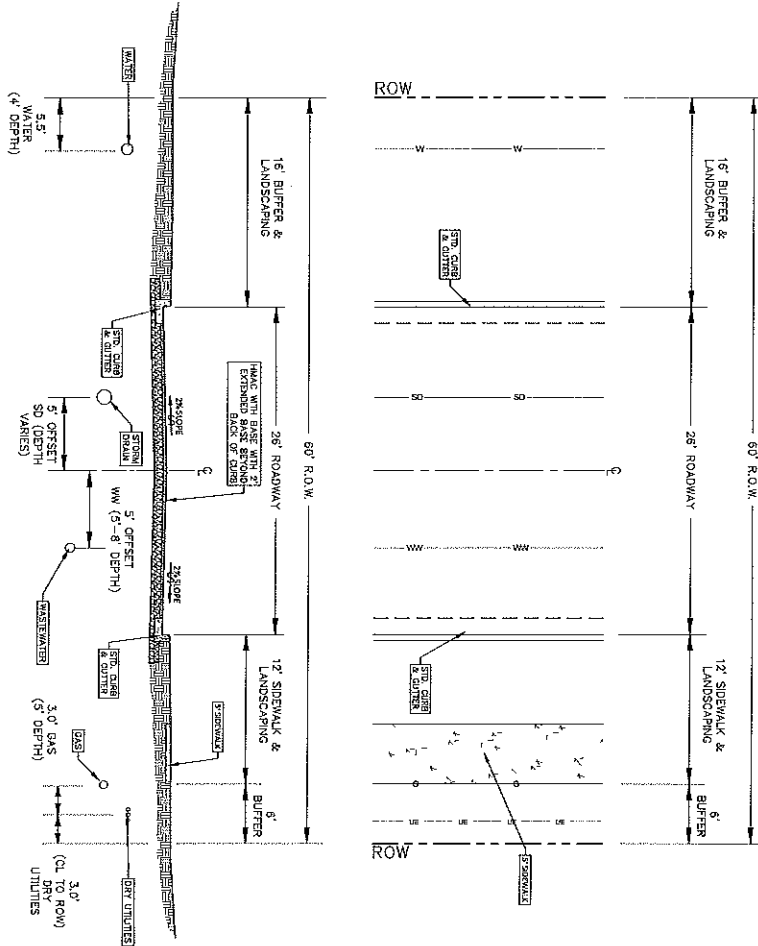 60' R.O.W.
16' BUFFER &
LANDSCAPING
26' ROADWAY
12' SIDEWALK &
LANDSCAPING
6'
BUFFER
ROW
W
W
STD. CURB
& GUTTER
SD
SD
WW
WW
STD. CURB
& GUTTER
G
G
UE
UE
UE
UE
5' SIDEWALK
ROW
60' R.O.W.
16' BUFFER &
LANDSCAPING
26' ROADWAY
12' SIDEWALK &
LANDSCAPING
6'
BUFFER
HMAC WITH BASE WITH 2'
EXTENDED BASE BEYOND
BACK OF CURB
2% SLOPE
2% SLOPE
5' SIDEWALK
WATER
5.5'
WATER
(4' DEPTH)
STD. CURB
& GUTTER
STORM
DRAIN
5' OFFSET
SD (DEPTH
VARIES)
5' OFFSET
WW (5'-8' DEPTH)
WASTEWATER
STD. CURB
& GUTTER
3.0' GAS
(5' DEPTH)
GAS
DRY UTILITIES
3.0'
(CL TO ROW)
DRY
UTILITIES